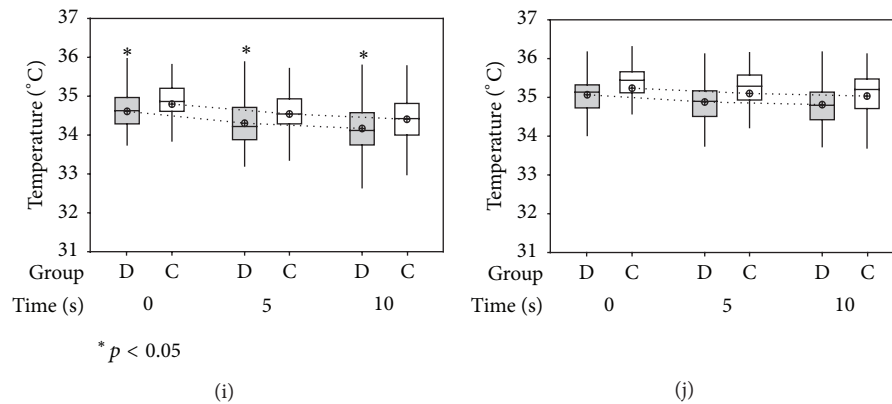 37
36
35
34
33
32
31
Temperature (°C)
* * *
Group D C D C D C
Time (s) 0 5 10
* p < 0.05
(i)
37
36
35
34
33
32
31
Temperature (°C)
Group D C D C D C
Time (s) 0 5 10
(j)